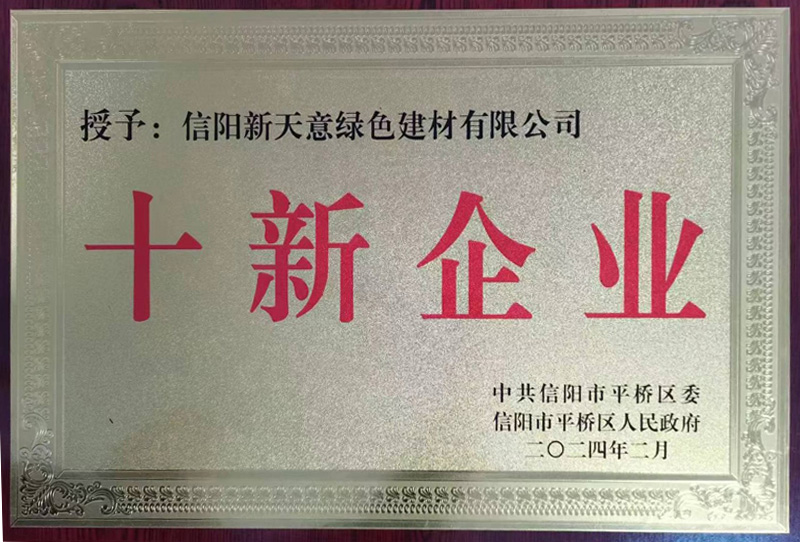 授予：信阳新天意绿色建材有限公司
十新企业
中共信阳市平桥区委
信阳市平桥区人民政府
二〇二四年二月